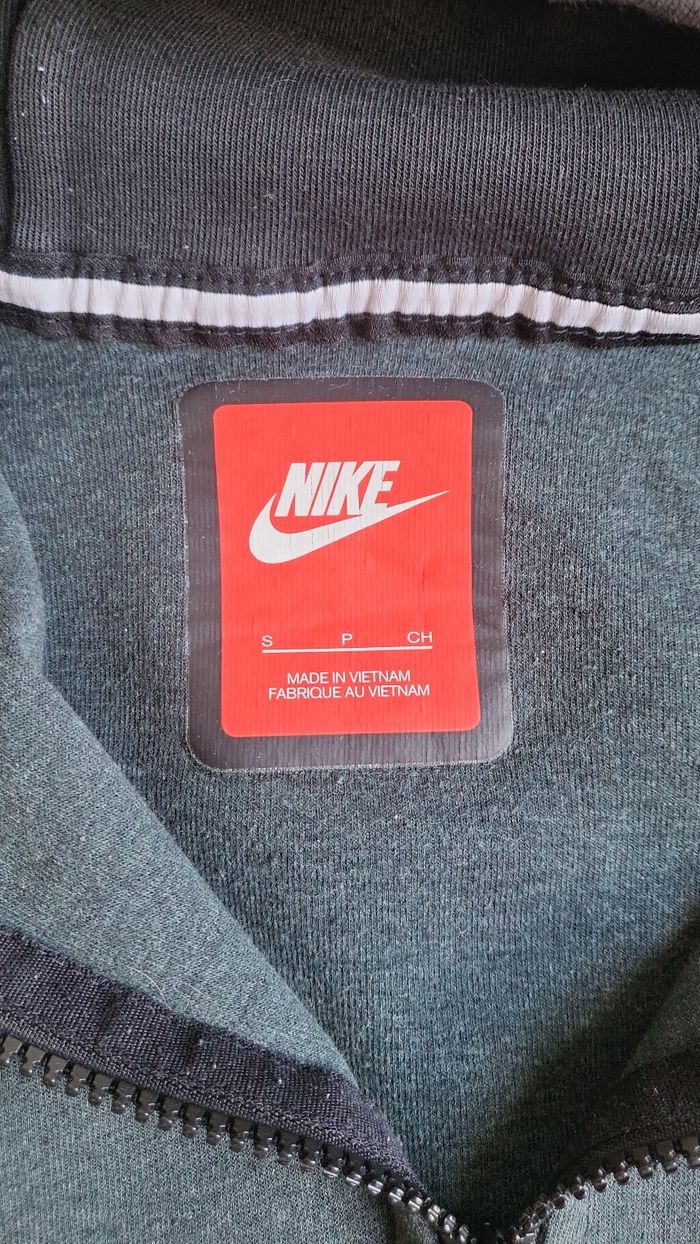 NIKE
S P CH
MADE IN VIETNAM
FABRIQUE AU VIETNAM